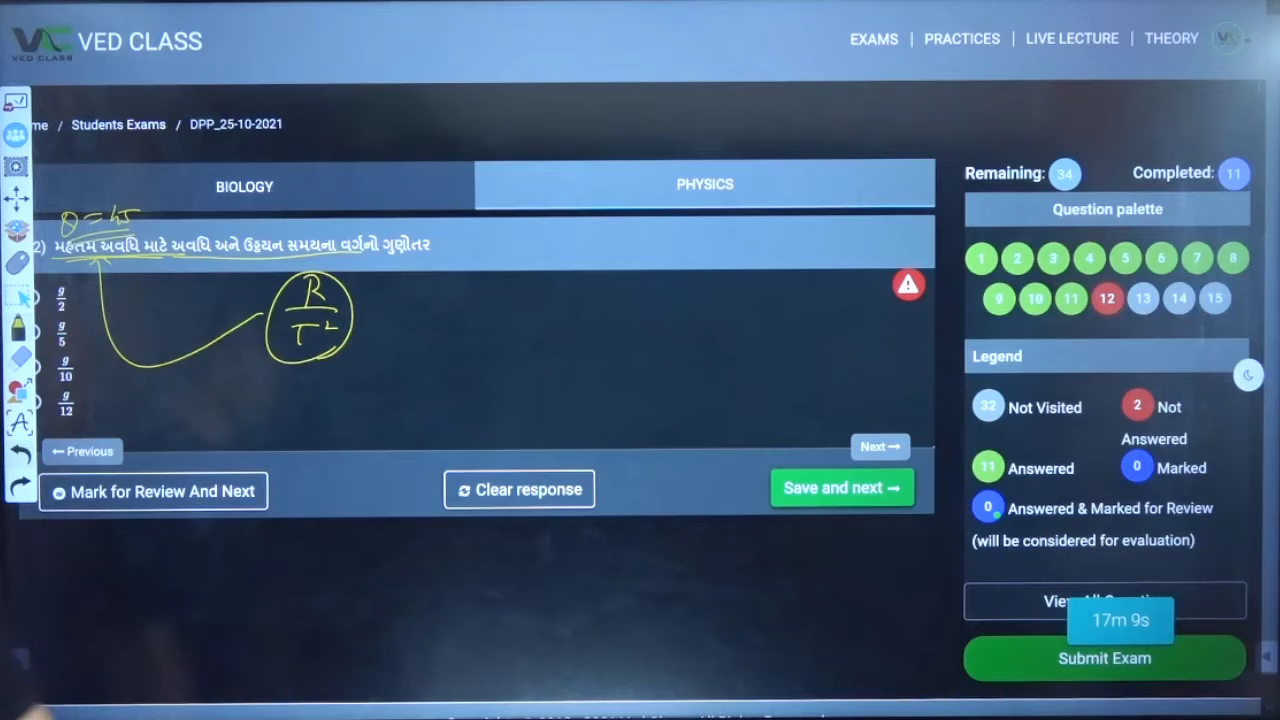 VED CLASS
VED CLASS
EXAMS | PRACTICES | LIVE LECTURE | THEORY
me / Students Exams / DPP_25-10-2021
BIOLOGY
PHYSICS
θ = 45
2) મહત્તમ અવધિ માટે અવધિ અને ઉડ્ડયન સમયના વર્ગનો ગુણોતર
g/2
g/5
g/10
g/12
R/T²
← Previous
Next →
Mark for Review And Next
Clear response
Save and next →
Remaining: 34
Completed: 11
Question palette
1 2 3 4 5 6 7 8
9 10 11 12 13 14 15
Legend
32 Not Visited
2 Not Answered
11 Answered
0 Marked
0 Answered & Marked for Review
(will be considered for evaluation)
17m 9s
Submit Exam